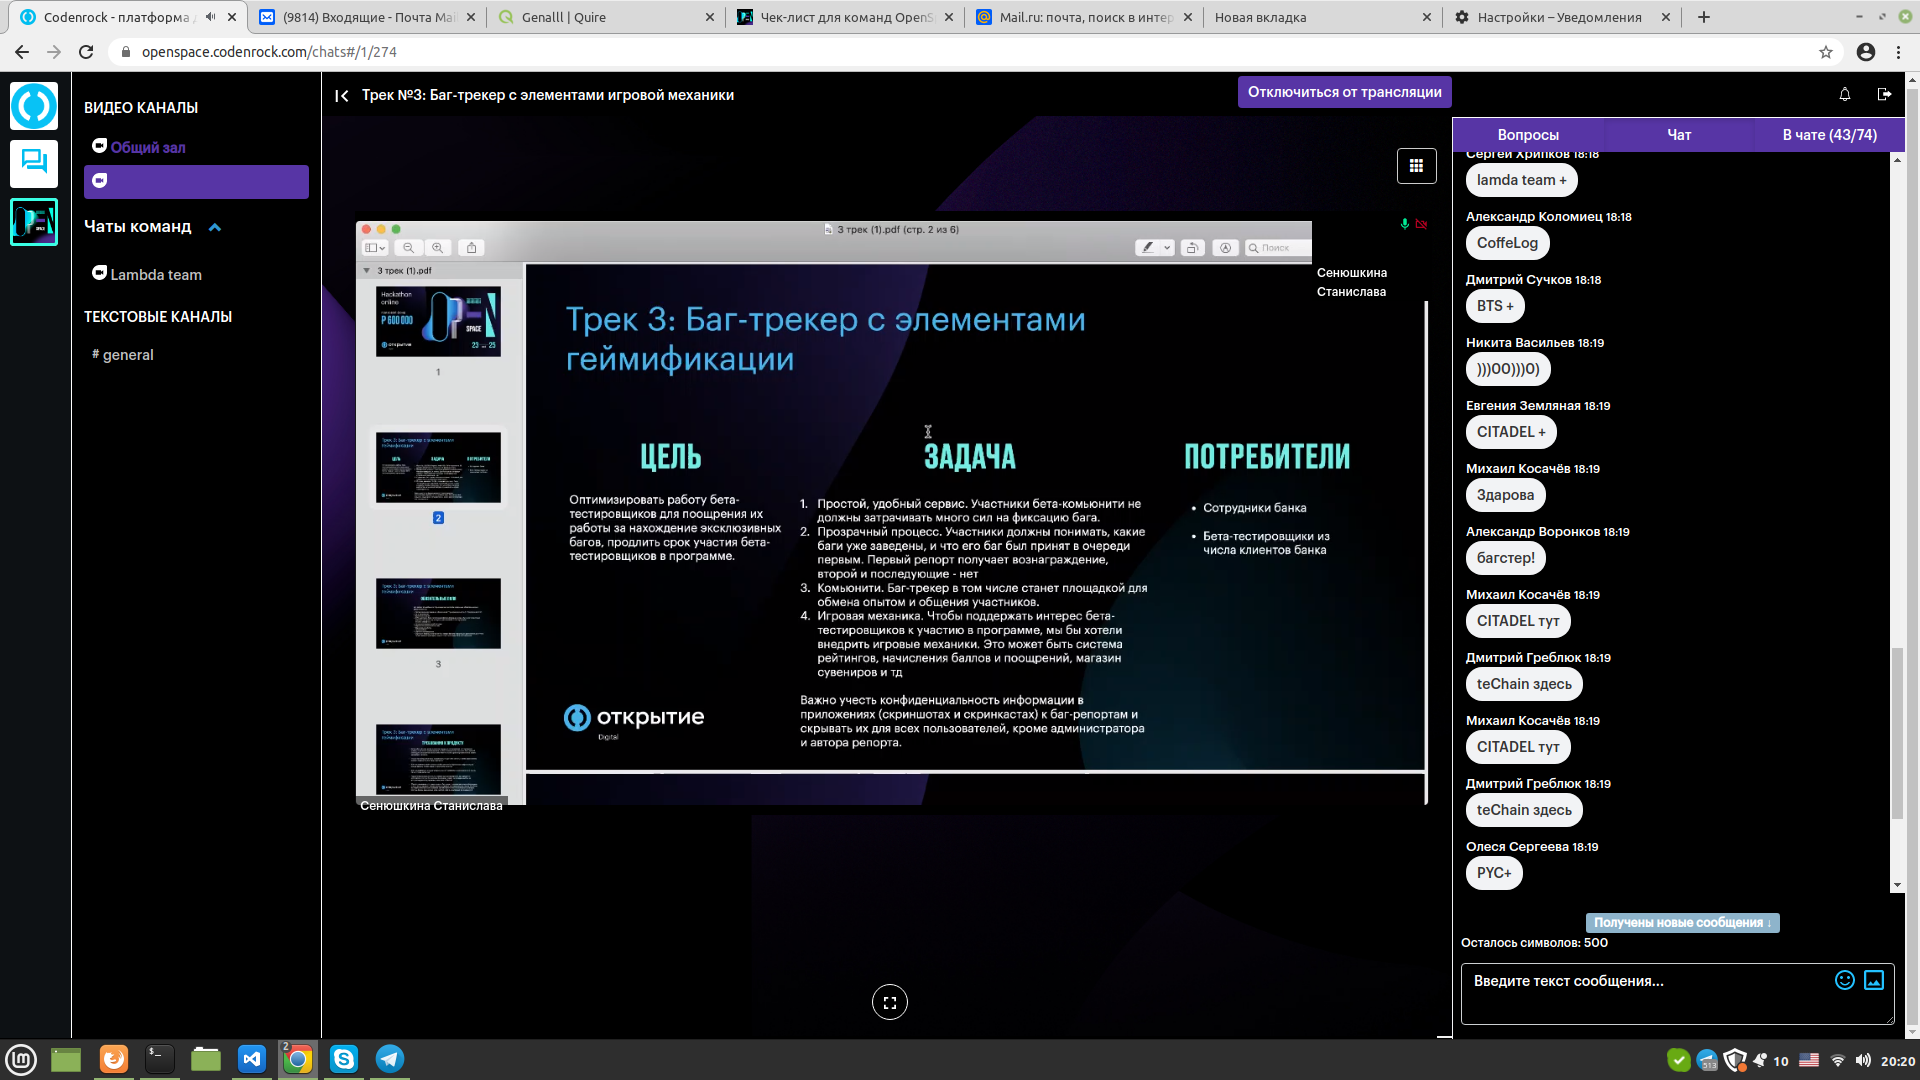 Codenrock - платформа
(9814) Входящие - Почта Mai
Genalll | Quire
Чек-лист для команд OpenS
Mail.ru: почта, поиск в интер
Новая вкладка
Настройки – Уведомления
openspace.codenrock.com/chats#/1/274
ВИДЕО КАНАЛЫ
Общий зал
Чаты команд
Lambda team
ТЕКСТОВЫЕ КАНАЛЫ
# general
Трек №3: Баг-трекер с элементами игровой механики
Отключиться от трансляции
3 трек (1).pdf (стр. 2 из 6)
Поиск
3 трек (1).pdf
Hackathon
online
₽ 600 000
OPEN
SPACE
открытие
23 — 25
1
2
3
Сенюшкина Станислава
Сенюшкина
Станислава
Трек 3: Баг-трекер с элементами
геймификации
ЦЕЛЬ
Оптимизировать работу бета-
тестировщиков для поощрения их
работы за нахождение эксклюзивных
багов, продлить срок участия бета-
тестировщиков в программе.
ЗАДАЧА
1. Простой, удобный сервис. Участники бета-комьюнити не
должны затрачивать много сил на фиксацию бага.
2. Прозрачный процесс. Участники должны понимать, какие
баги уже заведены, и что его баг был принят в очереди
первым. Первый репорт получает вознаграждение,
второй и последующие - нет
3. Комьюнити. Баг-трекер в том числе станет площадкой для
обмена опытом и общения участников.
4. Игровая механика. Чтобы поддержать интерес бета-
тестировщиков к участию в программе, мы бы хотели
внедрить игровые механики. Это может быть система
рейтингов, начисления баллов и поощрений, магазин
сувениров и тд
Важно учесть конфиденциальность информации в
приложениях (скриншотах и скринкастах) к баг-репортам и
скрывать их для всех пользователей, кроме администратора
и автора репорта.
ПОТРЕБИТЕЛИ
• Сотрудники банка
• Бета-тестировщики из
числа клиентов банка
открытие
Digital
Вопросы
Чат
В чате (43/74)
Сергей Хрипков 18:18
lamda team +
Александр Коломиец 18:18
CoffeLog
Дмитрий Сучков 18:18
BTS +
Никита Васильев 18:19
)))00)))0)
Евгения Земляная 18:19
CITADEL +
Михаил Косачёв 18:19
Здарова
Александр Воронков 18:19
багстер!
Михаил Косачёв 18:19
CITADEL тут
Дмитрий Греблюк 18:19
teChain здесь
Михаил Косачёв 18:19
CITADEL тут
Дмитрий Греблюк 18:19
teChain здесь
Олеся Сергеева 18:19
PYC+
Получены новые сообщения ↓
Осталось символов: 500
Введите текст сообщения...
2
513
10
20:20